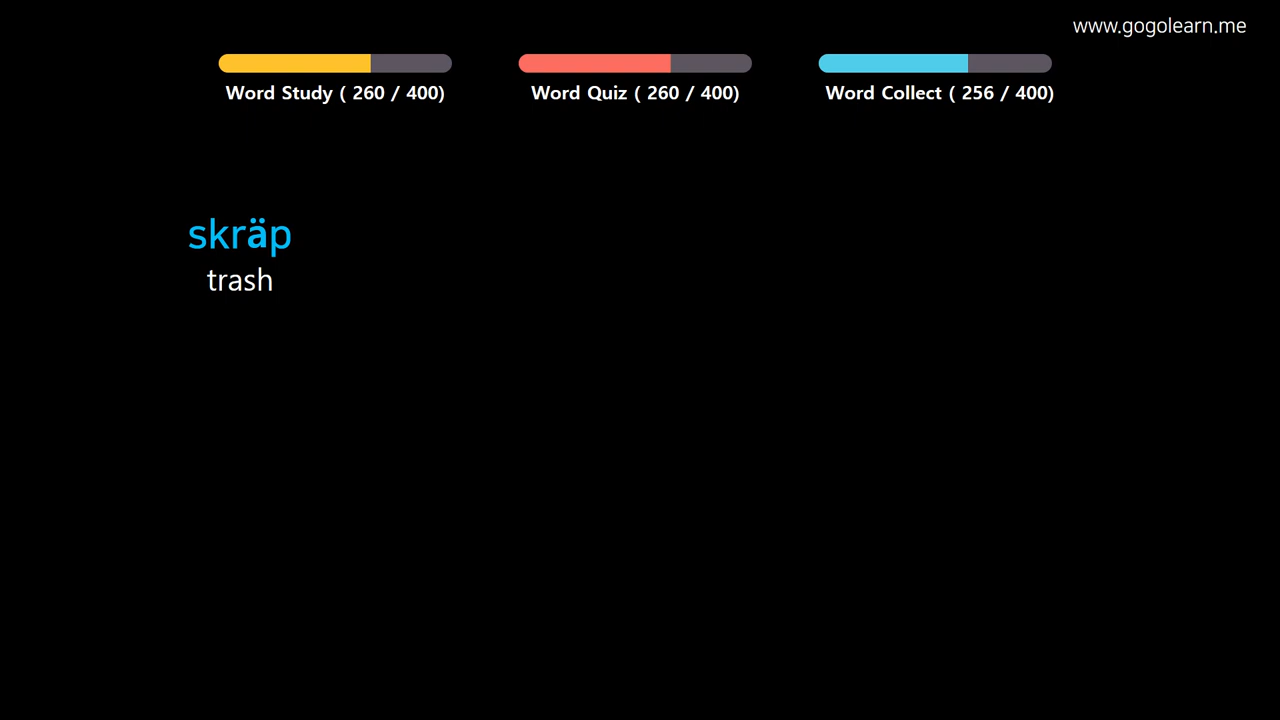 www.gogolearn.me
Word Study ( 260 / 400)
Word Quiz ( 260 / 400)
Word Collect ( 256 / 400)
skräp
trash